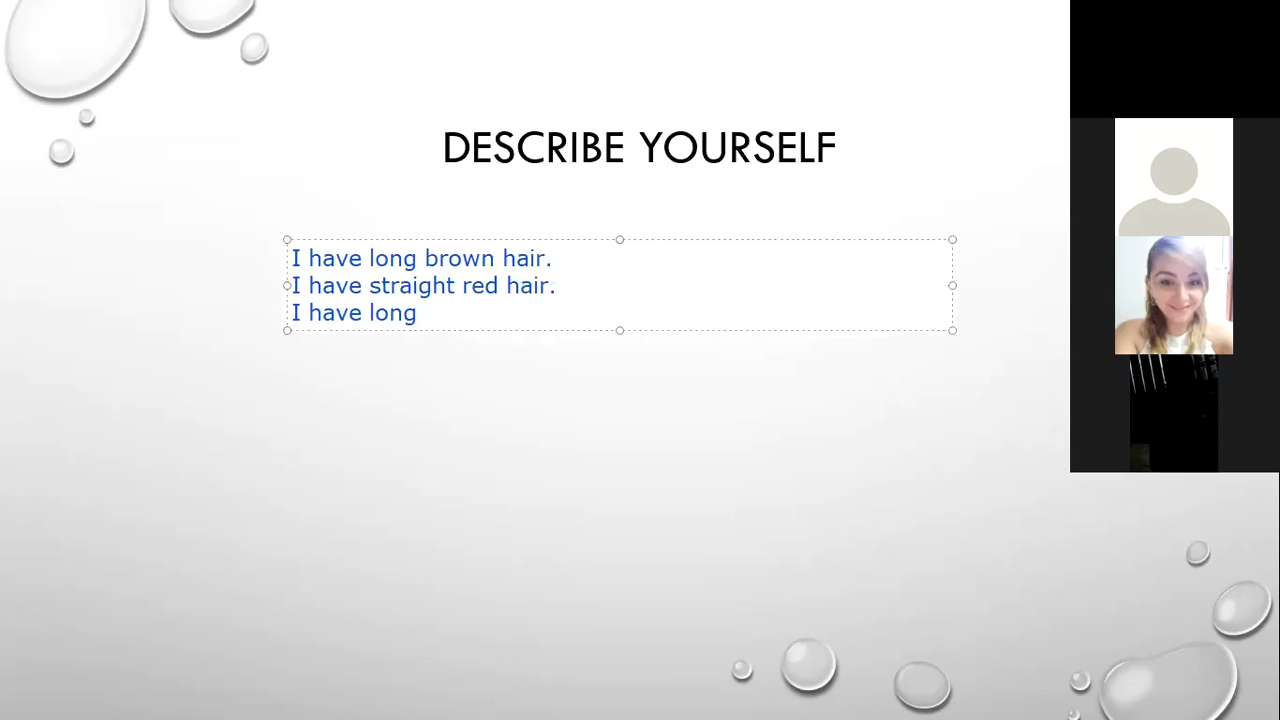 DESCRIBE YOURSELF
I have long brown hair.
I have straight red hair.
I have long